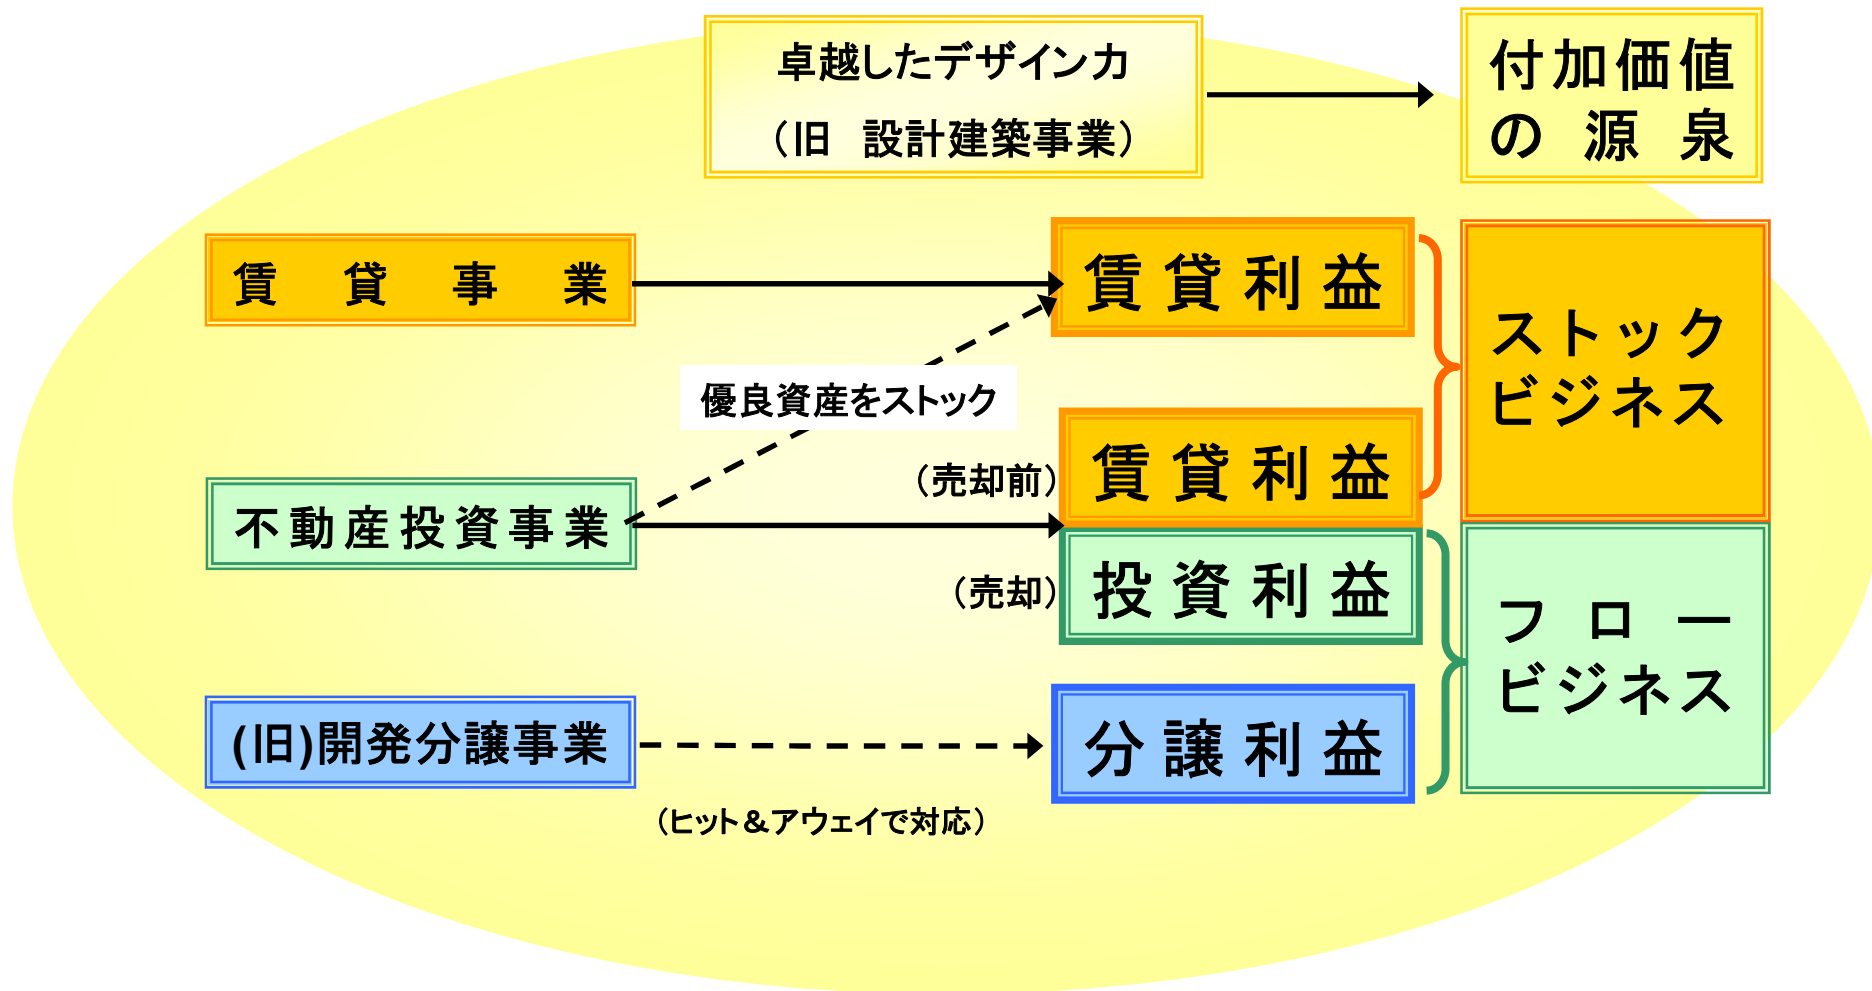 卓越したデザイン力
（旧　設計建築事業）
付加価値
の源泉
賃貸事業
賃貸利益
ストック
ビジネス
優良資産をストック
（売却前）
賃貸利益
不動産投資事業
（売却）
投資利益
フロー
ビジネス
(旧)開発分譲事業
分譲利益
（ヒット＆アウェイで対応）